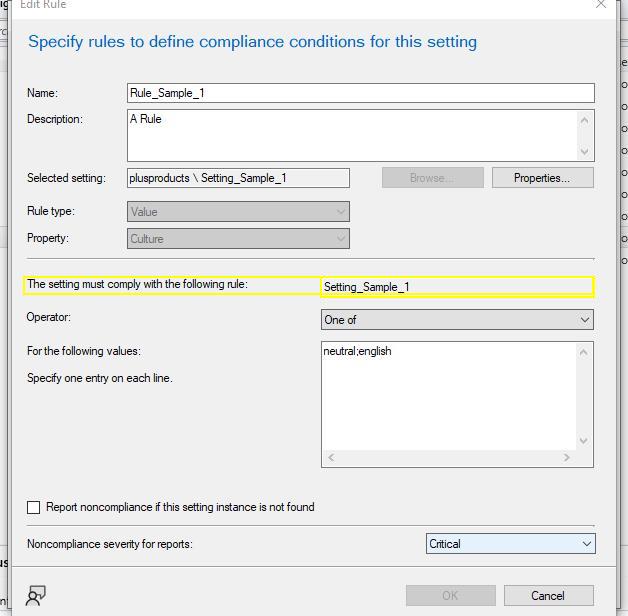 Edit Rule
Specify rules to define compliance conditions for this setting
Name:
Rule_Sample_1
Description:
A Rule
Selected setting:
plusproducts \ Setting_Sample_1
Browse...
Properties...
Rule type:
Value
Property:
Culture
The setting must comply with the following rule:
Setting_Sample_1
Operator:
One of
For the following values:
neutral;english
Specify one entry on each line.
Report noncompliance if this setting instance is not found
Noncompliance severity for reports:
Critical
OK
Cancel